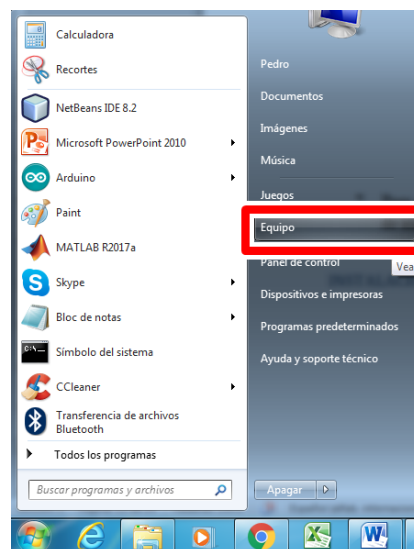 Calculadora
Recortes
NetBeans IDE 8.2
Microsoft PowerPoint 2010
Arduino
Paint
MATLAB R2017a
Skype
Bloc de notas
Símbolo del sistema
CCleaner
Transferencia de archivos
Bluetooth
Todos los programas
Buscar programas y archivos
Pedro
Documentos
Imágenes
Música
Juegos
Equipo
Panel de control
Vea
Dispositivos e impresoras
Programas predeterminados
Ayuda y soporte técnico
Apagar